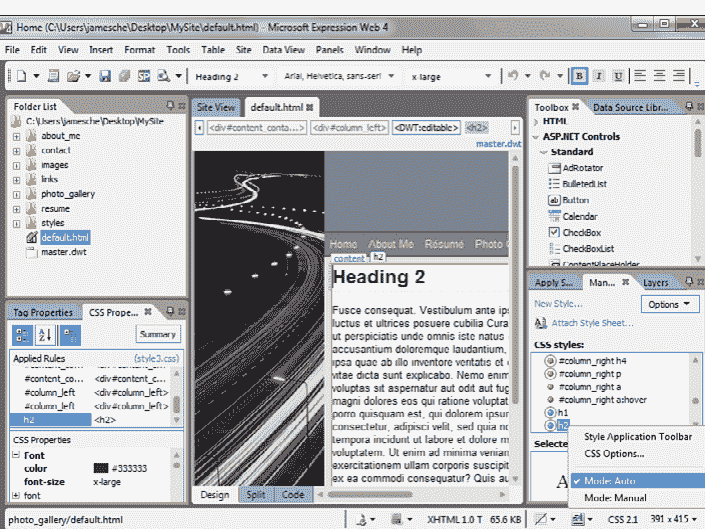 Home (C:\Users\jamesche\Desktop\MySite\default.html) - Microsoft Expression Web 4
File Edit View Insert Format Tools Table Site Data View Panels Window Help
Heading 2 Arial, Helvetica, sans-serif x-large B I U
Folder List
C:\Users\jamesche\Desktop\MySite
about_me
contact
images
links
photo_gallery
resume
styles
default.html
master.dwt
Tag Properties CSS Prope...
Summary
Applied Rules (style3.css)
#content_co... <div#content...>
#column_left <div#column_left>
#column_left <div#column_left>
h2 <h2>
CSS Properties
Font
color #333333
font-size x-large
font
Site View default.html
<div#content_conta...> <div#column_left> <DWT:editable> <h2>
master.dwt
Home About Me Résumé Photo
content h2
Heading 2
Fusce consequat. Vestibulum ante ips
luctus et ultrices posuere cubilia Cura
ut perspiciatis unde omnis iste natus
accusantium doloremque laudantium,
ipsa quae ab illo inventore veritatis et
vitae dicta sunt explicabo. Nemo enim
voluptas sit aspernatur aut odit aut fug
magni dolores eos qui ratione voluptat
porro quisquam est, qui dolorem ipsum
consectetur, adipisci velit, sed quia no
tempora incidunt ut labore et dolore m
voluptatem. Ut enim ad minima veniam
exercitationem ullam corporis suscipit
ex ea commodi consequatur? Quis au
Design Split Code
Toolbox Data Source Libr...
HTML
ASP.NET Controls
Standard
AdRotator
BulletedList
Button
Calendar
CheckBox
CheckBoxList
ContentPlaceHolder
Apply S... Man... Layers
New Style... Options
Attach Style Sheet...
CSS styles:
#column_right h4
#column_right p
#column_right a
#column_right a:hover
h1
h2
Selecte
A
Style Application Toolbar
CSS Options...
Mode: Auto
Mode: Manual
photo_gallery/default.html XHTML 1.0 T 65.6 KB CSS 2.1 391 x 415